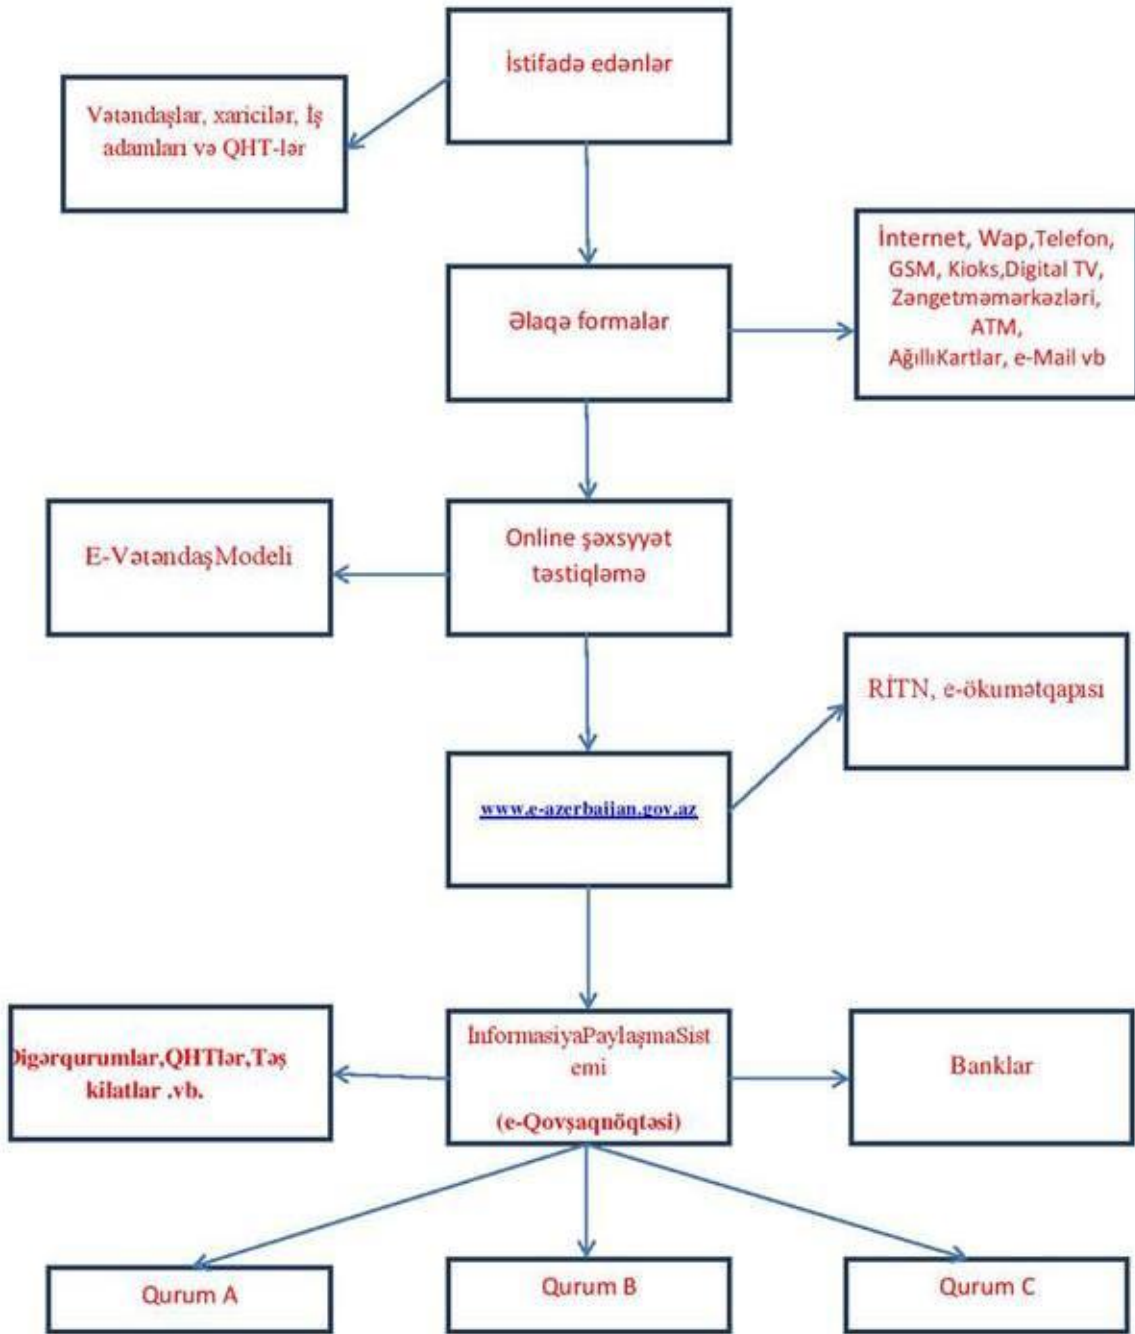 İstifadə edənlər
Vətəndaşlar, xaricilər, İş
adamları və QHT-lər
İnternet, Wap,Telefon,
GSM, Kioks,Digital TV,
Zəngetməmərkəzləri,
ATM,
AğıllıKartlar, e-Mail vb
Əlaqə formalar
Online şəxsyyət
təstiqləmə
E-VətəndaşModeli
RİTN, e-ökumətqapısı
www.e-azerbaijan.gov.az
İnformasiyaPaylaşmaSist
emi
(e-Qovşaqnöqtəsi)
Digərqurumlar,QHTlər,Təş
kilatlar .vb.
Banklar
Qurum A
Qurum B
Qurum C